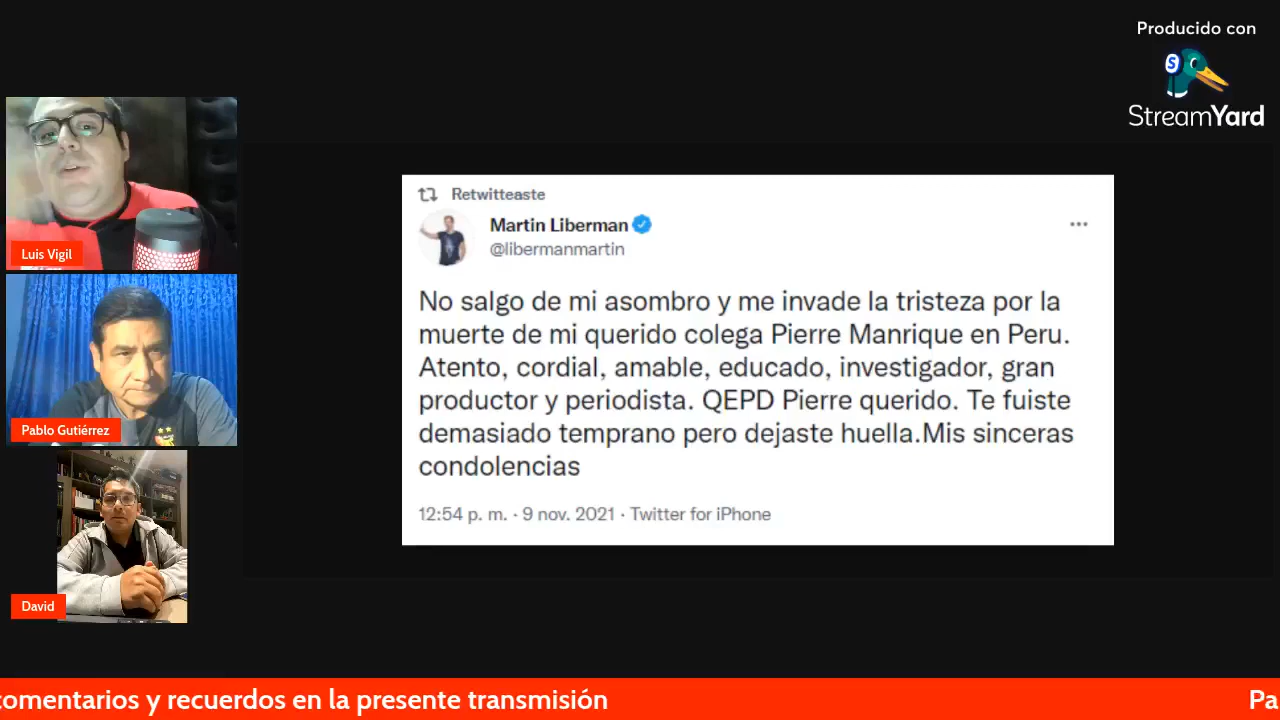 Producido con
StreamYard
Luis Vigil
Pablo Gutiérrez
David
Retwitteaste
Martin Liberman
@libermanmartin
No salgo de mi asombro y me invade la tristeza por la
muerte de mi querido colega Pierre Manrique en Peru.
Atento, cordial, amable, educado, investigador, gran
productor y periodista. QEPD Pierre querido. Te fuiste
demasiado temprano pero dejaste huella.Mis sinceras
condolencias
12:54 p. m. · 9 nov. 2021 · Twitter for iPhone
comentarios y recuerdos en la presente transmisión
Pa